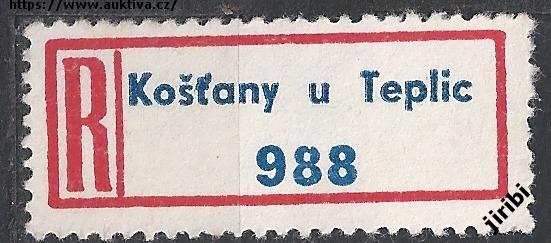 https://www.auktiva.cz/
R
Košťany u Teplic
988
jiribi